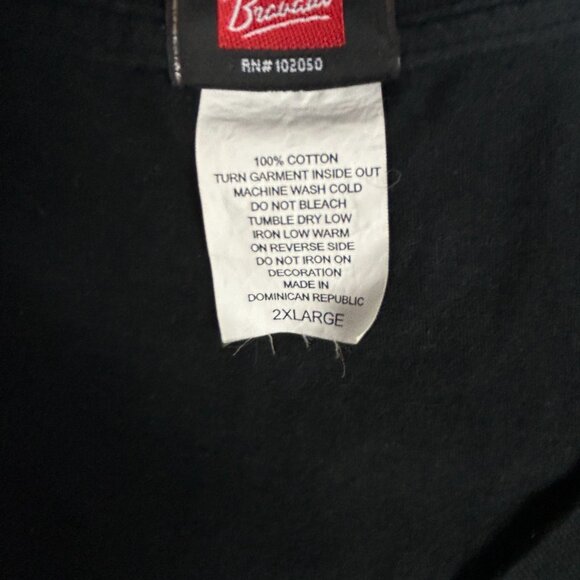 Bravado
RN#102050
100% COTTON
TURN GARMENT INSIDE OUT
MACHINE WASH COLD
DO NOT BLEACH
TUMBLE DRY LOW
IRON LOW WARM
ON REVERSE SIDE
DO NOT IRON ON
DECORATION
MADE IN
DOMINICAN REPUBLIC
2XLARGE